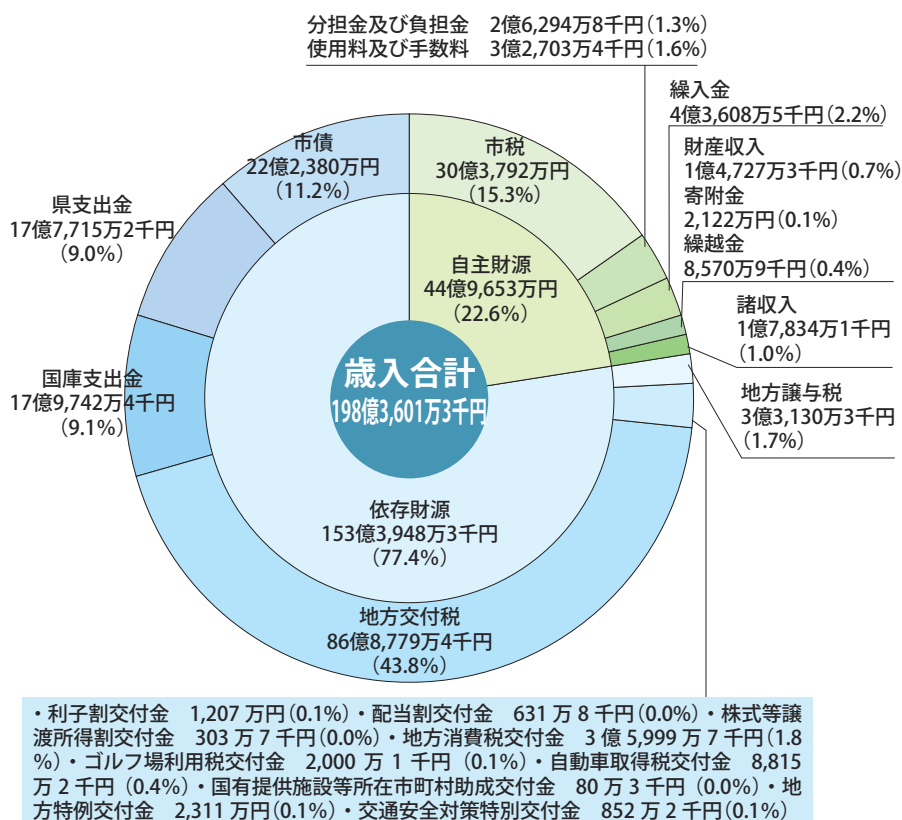 分担金及び負担金 2億6,294万8千円(1.3%)
使用料及び手数料 3億2,703万4千円(1.6%)
繰入金
4億3,608万5千円(2.2%)
財産収入
1億4,727万3千円(0.7%)
寄附金
2,122万円(0.1%)
繰越金
8,570万9千円(0.4%)
諸収入
1億7,834万1千円
(1.0%)
地方譲与税
3億3,130万3千円
(1.7%)
市税
30億3,792万円
(15.3%)
市債
22億2,380万円
(11.2%)
県支出金
17億7,715万2千円
(9.0%)
国庫支出金
17億9,742万4千円
(9.1%)
自主財源
44億9,653万円
(22.6%)
歳入合計
198億3,601万3千円
依存財源
153億3,948万3千円
(77.4%)
地方交付税
86億8,779万4千円
(43.8%)
・利子割交付金 1,207万円(0.1%)・配当割交付金 631万8千円(0.0%)・株式等譲
渡所得割交付金 303万7千円(0.0%)・地方消費税交付金 3億5,999万7千円(1.8
%)・ゴルフ場利用税交付金 2,000万1千円(0.1%)・自動車取得税交付金 8,815
万2千円(0.4%)・国有提供施設等所在市町村助成交付金 80万3千円(0.0%)・地
方特例交付金 2,311万円(0.1%)・交通安全対策特別交付金 852万2千円(0.1%)